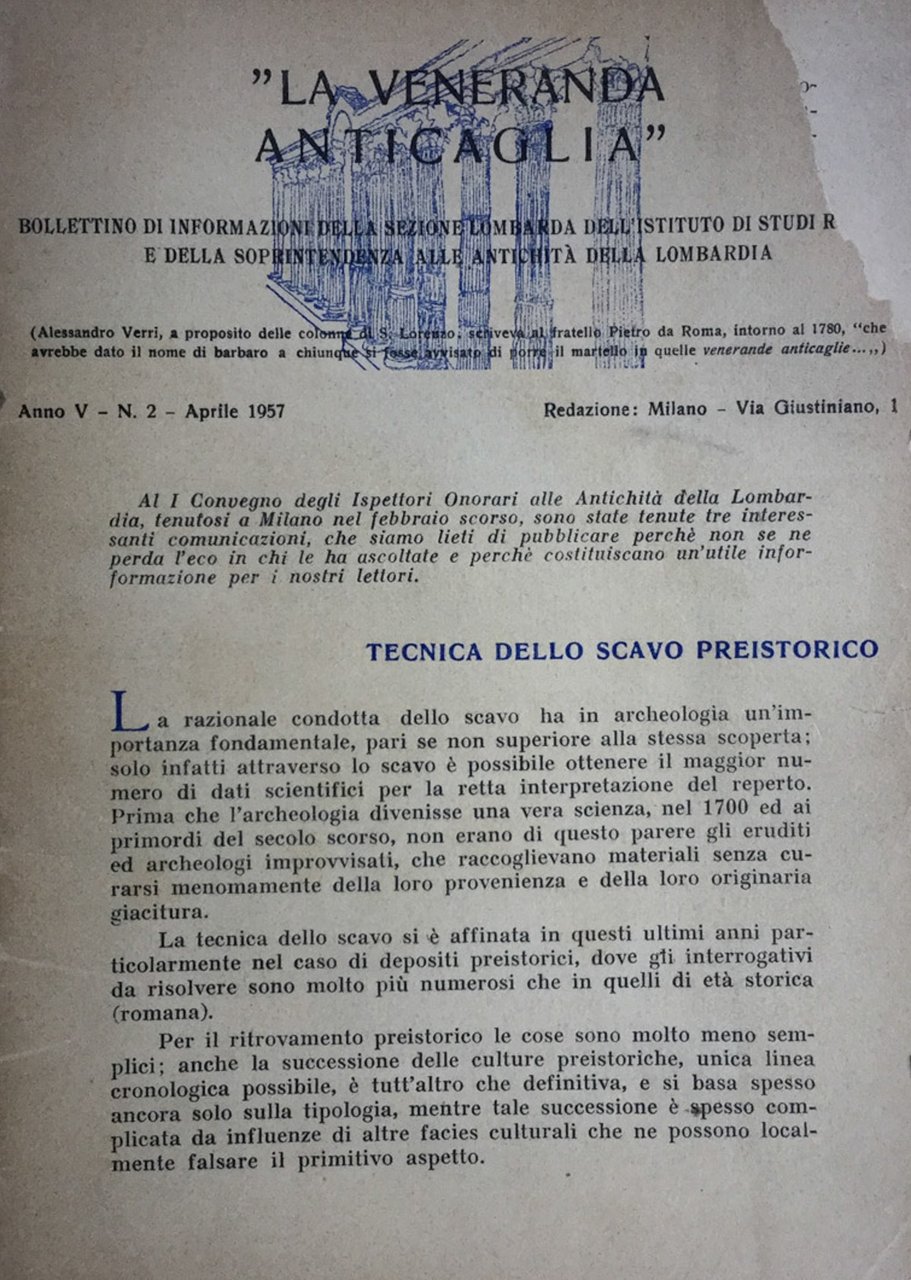 "LA VENERANDA
ANTICAGLIA"
BOLLETTINO DI INFORMAZIONI DELLA SEZIONE LOMBARDA DELL'ISTITUTO DI STUDI R
E DELLA SOPRINTENDENZA ALLE ANTICHITÀ DELLA LOMBARDIA
(Alessandro Verri, a proposito delle colonne di S. Lorenzo, scriveva al fratello Pietro da Roma, intorno al 1780, "che
avrebbe dato il nome di barbaro a chiunque si fosse avvisato di porre il martello in quelle venerande anticaglie...„)
Anno V - N. 2 - Aprile 1957
Redazione: Milano - Via Giustiniano, 1
Al I Convegno degli Ispettori Onorari alle Antichità della Lombar-
dia, tenutosi a Milano nel febbraio scorso, sono state tenute tre interes-
santi comunicazioni, che siamo lieti di pubblicare perchè non se ne
perda l'eco in chi le ha ascoltate e perchè costituiscano un'utile infor-
formazione per i nostri lettori.
TECNICA DELLO SCAVO PREISTORICO
La razionale condotta dello scavo ha in archeologia un'im-
portanza fondamentale, pari se non superiore alla stessa scoperta;
solo infatti attraverso lo scavo è possibile ottenere il maggior nu-
mero di dati scientifici per la retta interpretazione del reperto.
Prima che l'archeologia divenisse una vera scienza, nel 1700 ed ai
primordi del secolo scorso, non erano di questo parere gli eruditi
ed archeologi improvvisati, che raccoglievano materiali senza cu-
rarsi menomamente della loro provenienza e della loro originaria
giacitura.
La tecnica dello scavo si è affinata in questi ultimi anni par-
ticolarmente nel caso di depositi preistorici, dove gli interrogativi
da risolvere sono molto più numerosi che in quelli di età storica
(romana).
Per il ritrovamento preistorico le cose sono molto meno sem-
plici; anche la successione delle culture preistoriche, unica linea
cronologica possibile, è tutt'altro che definitiva, e si basa spesso
ancora solo sulla tipologia, mentre tale successione è spesso com-
plicata da influenze di altre facies culturali che ne possono local-
mente falsare il primitivo aspetto.